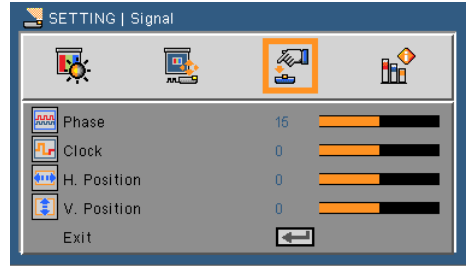 SETTING | Signal
Phase 15
Clock 0
H. Position 0
V. Position 0
Exit